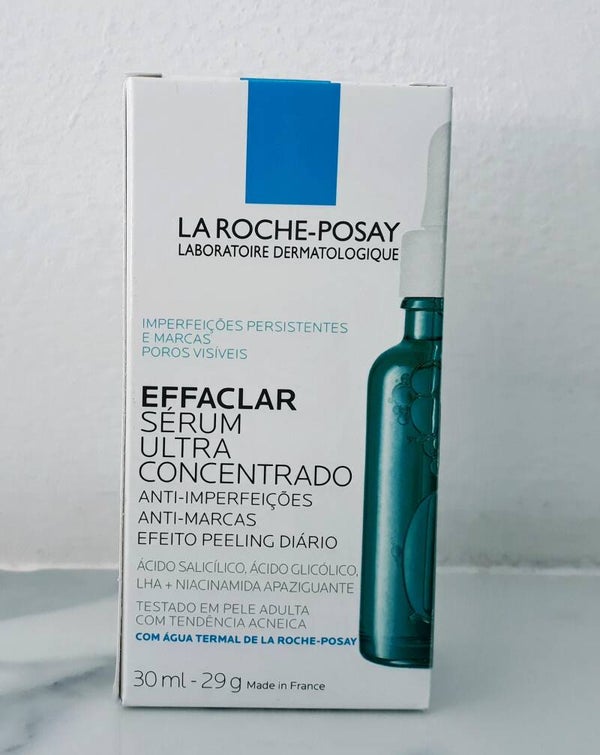 LA ROCHE-POSAY
LABORATOIRE DERMATOLOGIQUE
IMPERFEIÇÕES PERSISTENTES
E MARCAS
POROS VISÍVEIS
EFFACLAR
SÉRUM
ULTRA
CONCENTRADO
ANTI-IMPERFEIÇÕES
ANTI-MARCAS
EFEITO PEELING DIÁRIO
ÁCIDO SALICÍLICO, ÁCIDO GLICÓLICO,
LHA + NIACINAMIDA APAZIGUANTE
TESTADO EM PELE ADULTA
COM TENDÊNCIA ACNEICA
COM ÁGUA TERMAL DE LA ROCHE-POSAY
30 ml - 29 g Made in France